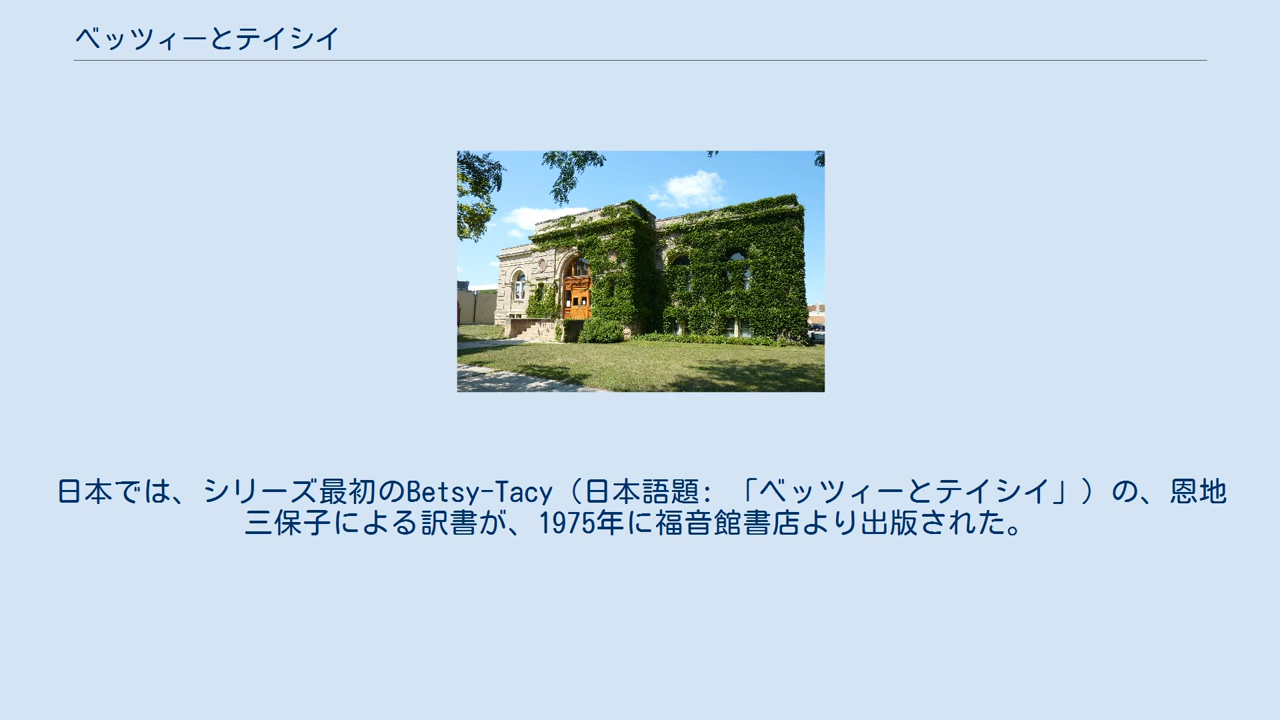 ベッツィーとテイシイ
日本では、シリーズ最初のBetsy-Tacy（日本語題: 「ベッツィーとテイシイ」）の、恩地
三保子による訳書が、1975年に福音館書店より出版された。